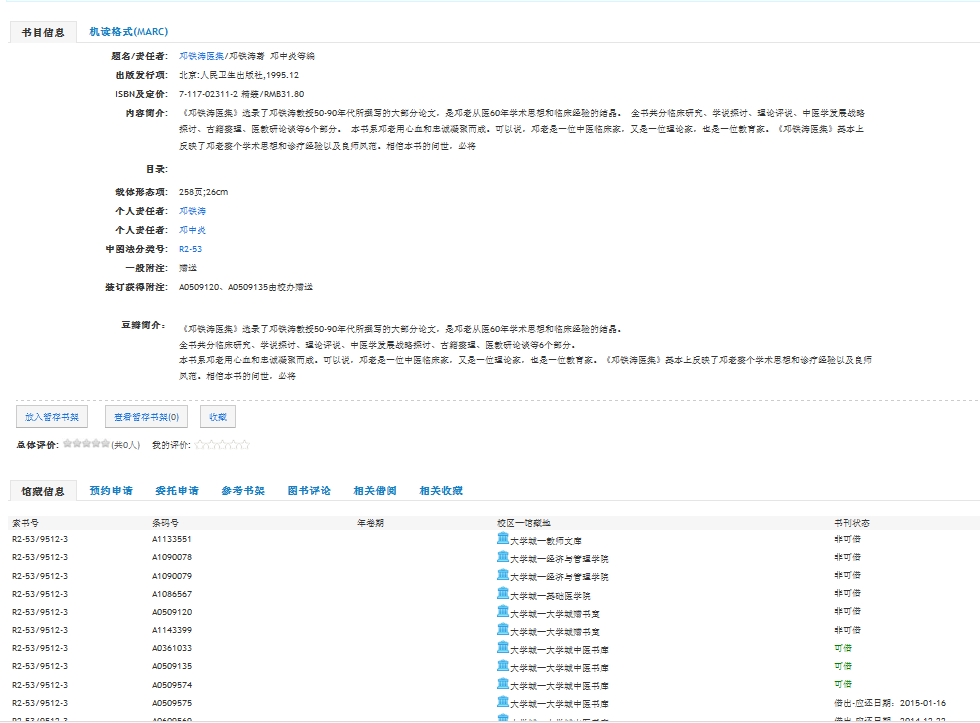 书目信息 机读格式(MARC)
题名/责任者: 邓铁涛医集/邓铁涛著 邓中炎等编
出版发行项: 北京:人民卫生出版社,1995.12
ISBN及定价: 7-117-02311-2 精装/RMB31.80
内容简介: 《邓铁涛医集》选录了邓铁涛教授50-90年代所撰写的大部分论文，是邓老从医60年学术思想和临床经验的结晶。 全书共分临床研究、学说探讨、理论评说、中医学发展战略
探讨、古籍整理、医教研论谈等6个部分。 本书系邓老用心血和忠诚凝聚而成。可以说，邓老是一位中医临床家，又是一位理论家，也是一位教育家。《邓铁涛医集》基本上
反映了邓老整个学术思想和诊疗经验以及良师风范。相信本书的问世，必将
目录:
载体形态项: 258页;26cm
个人责任者: 邓铁涛
个人责任者: 邓中炎
中图法分类号: R2-53
一般附注: 赠送
装订获得附注: A0509120、A0509135由校办赠送
豆瓣简介: 《邓铁涛医集》选录了邓铁涛教授50-90年代所撰写的大部分论文，是邓老从医60年学术思想和临床经验的结晶。
全书共分临床研究、学说探讨、理论评说、中医学发展战略探讨、古籍整理、医教研论谈等6个部分。
本书系邓老用心血和忠诚凝聚而成。可以说，邓老是一位中医临床家，又是一位理论家，也是一位教育家。《邓铁涛医集》基本上反映了邓老整个学术思想和诊疗经验以及良师
风范。相信本书的问世，必将
放入暂存书架 查看暂存书架(0) 收藏
总体评价: (共0人) 我的评价:
馆藏信息 预约申请 委托申请 参考书架 图书评论 相关借阅 相关收藏
索书号 条码号 年卷期 校区—馆藏地 书刊状态
R2-53/9512-3 A1133551 大学城—教师文库 非可借
R2-53/9512-3 A1090078 大学城—经济与管理学院 非可借
R2-53/9512-3 A1090079 大学城—经济与管理学院 非可借
R2-53/9512-3 A1086567 大学城—基础医学院 非可借
R2-53/9512-3 A0509120 大学城—大学城赠书室 非可借
R2-53/9512-3 A1143399 大学城—大学城赠书室 非可借
R2-53/9512-3 A0361033 大学城—大学城中医书库 可借
R2-53/9512-3 A0509135 大学城—大学城中医书库 可借
R2-53/9512-3 A0509574 大学城—大学城中医书库 可借
R2-53/9512-3 A0509575 大学城—大学城中医书库 借出-应还日期：2015-01-16